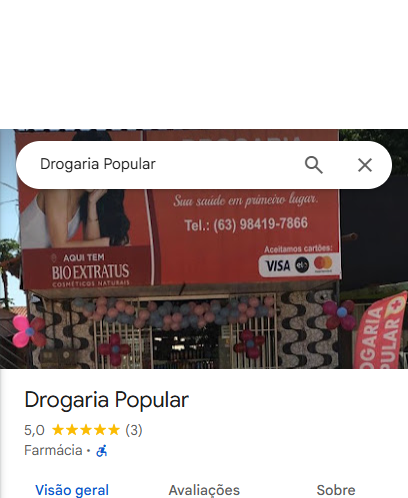 Drogaria Popular
Sua saúde em primeiro lugar.
Tel.: (63) 98419-7866
Aceitamos cartões:
VISA elo mastercard
AQUI TEM
BIO EXTRATUS
COSMÉTICOS NATURAIS
DROGARIA
POPULAR
Drogaria Popular
5,0 (3)
Farmácia ·
Visão geral Avaliações Sobre